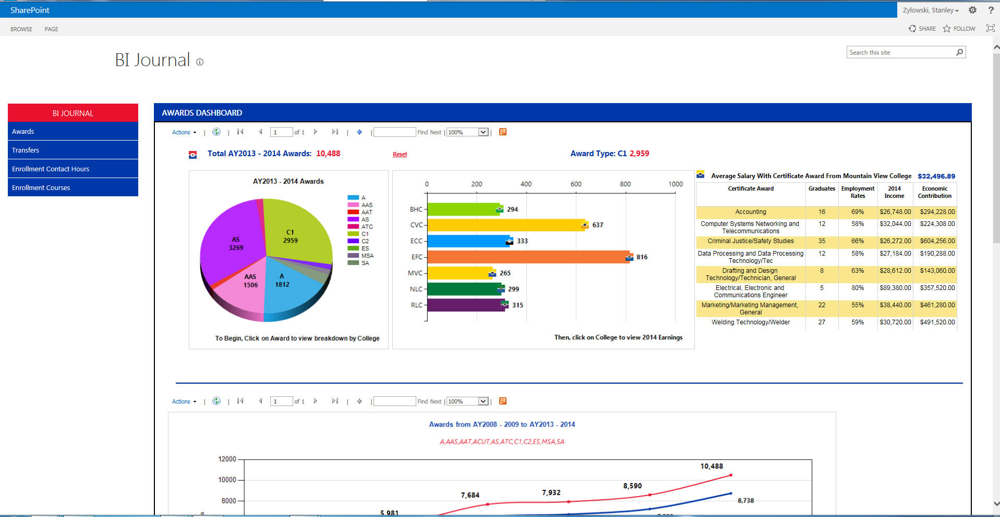 SharePoint
Zylowski, Stanley
?
BROWSE
PAGE
SHARE
FOLLOW
BI Journal
Search this site
BI JOURNAL
Awards
Transfers
Enrollment Contact Hours
Enrollment Courses
AWARDS DASHBOARD
Actions | | 1 of 1 | | Find Next | 100% |
Total AY2013 - 2014 Awards: 10,488
Reset
Award Type: C1 2,959
AY2013 - 2014 Awards
C1
2959
AS
3269
AAS
1506
A
1812
A
AAS
AAT
AS
ATC
C1
C2
ES
MSA
SA
To Begin, Click on Award to view breakdown by College
0 200 400 600 800 1000
BHC 294
CVC 637
ECC 333
EFC 816
MVC 265
NLC 299
RLC 315
Then, click on College to view 2014 Earnings
Average Salary With Certificate Award From Mountain View College $32,496.89
Certificate Award Graduates Employment 2014 Economic
Rates Income Contribution
Accounting 16 69% $26,748.00 $294,228.00
Computer Systems Networking and 12 58% $32,044.00 $224,308.00
Telecommunications
Criminal Justice/Safety Studies 35 66% $26,272.00 $604,256.00
Data Processing and Data Processing 12 58% $27,184.00 $190,288.00
Technology/Tec
Drafting and Design 8 63% $28,612.00 $143,060.00
Technology/Technician, General
Electrical, Electronic and 5 80% $89,380.00 $357,520.00
Communications Engineer
Marketing/Marketing Management, 22 55% $38,440.00 $461,280.00
General
Welding Technology/Welder 27 59% $30,720.00 $491,520.00
Actions | | 1 of 1 | | Find Next | 100% |
Awards from AY2008 - 2009 to AY2013 - 2014
A,AAS,AAT,ACUT,AS,ATC,C1,C2,ES,MSA,SA
12000
10,488
10000
8,590
7,932
7,684
8000
8,738
5,981